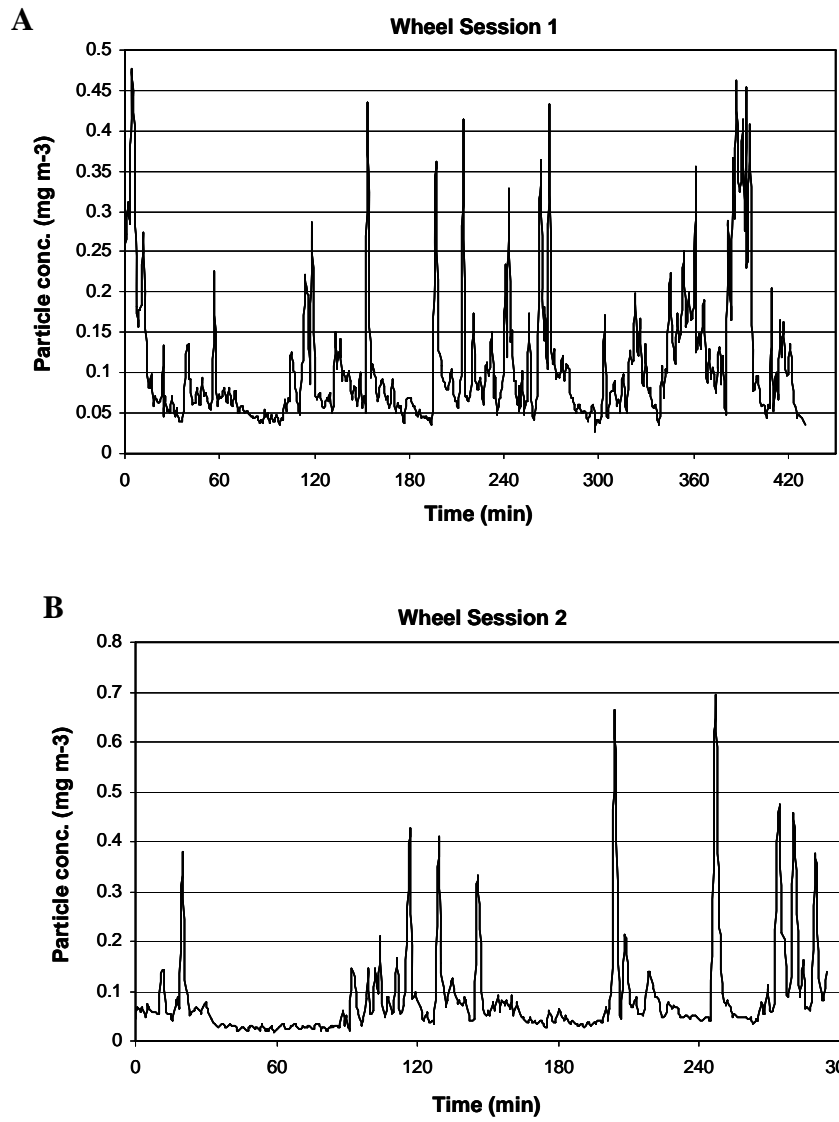 A
Wheel Session 1
Particle conc. (mg m-3)
0.5
0.45
0.4
0.35
0.3
0.25
0.2
0.15
0.1
0.05
0
0 60 120 180 240 300 360 420
Time (min)
B
Wheel Session 2
Particle conc. (mg m-3)
0.8
0.7
0.6
0.5
0.4
0.3
0.2
0.1
0
0 60 120 180 240 30
Time (min)